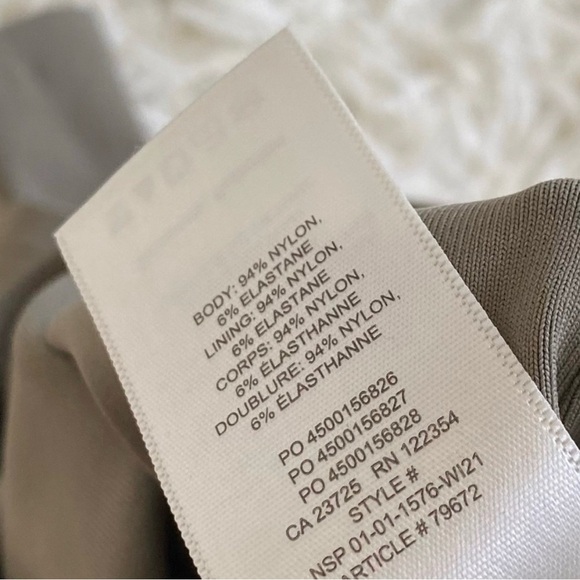 BODY: 94% NYLON,
6% ELASTANE
LINING: 94% NYLON,
6% ELASTANE
CORPS: 94% NYLON,
6% ÉLASTHANNE
DOUBLURE: 94% NYLON,
6% ÉLASTHANNE
PO 4500156826
PO 4500156827
PO 4500156828
CA 23725 RN 122354
STYLE #
NSP 01-01-1576-WI21
ARTICLE # 79672